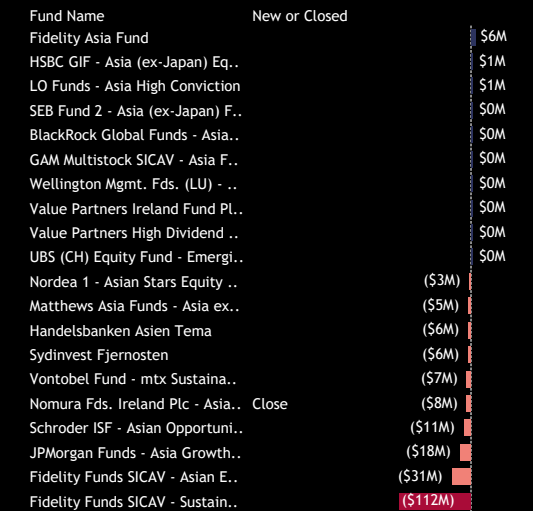 Fund Name New or Closed
Fidelity Asia Fund $6M
HSBC GIF - Asia (ex-Japan) Eq.. $1M
LO Funds - Asia High Conviction $1M
SEB Fund 2 - Asia (ex-Japan) F.. $0M
BlackRock Global Funds - Asia.. $0M
GAM Multistock SICAV - Asia F.. $0M
Wellington Mgmt. Fds. (LU) - .. $0M
Value Partners Ireland Fund Pl.. $0M
Value Partners High Dividend .. $0M
UBS (CH) Equity Fund - Emergi.. $0M
Nordea 1 - Asian Stars Equity .. ($3M)
Matthews Asia Funds - Asia ex.. ($5M)
Handelsbanken Asien Tema ($6M)
Sydinvest Fjernosten ($6M)
Vontobel Fund - mtx Sustaina.. ($7M)
Nomura Fds. Ireland Plc - Asia.. Close ($8M)
Schroder ISF - Asian Opportuni.. ($11M)
JPMorgan Funds - Asia Growth.. ($18M)
Fidelity Funds SICAV - Asian E.. ($31M)
Fidelity Funds SICAV - Sustain.. ($112M)